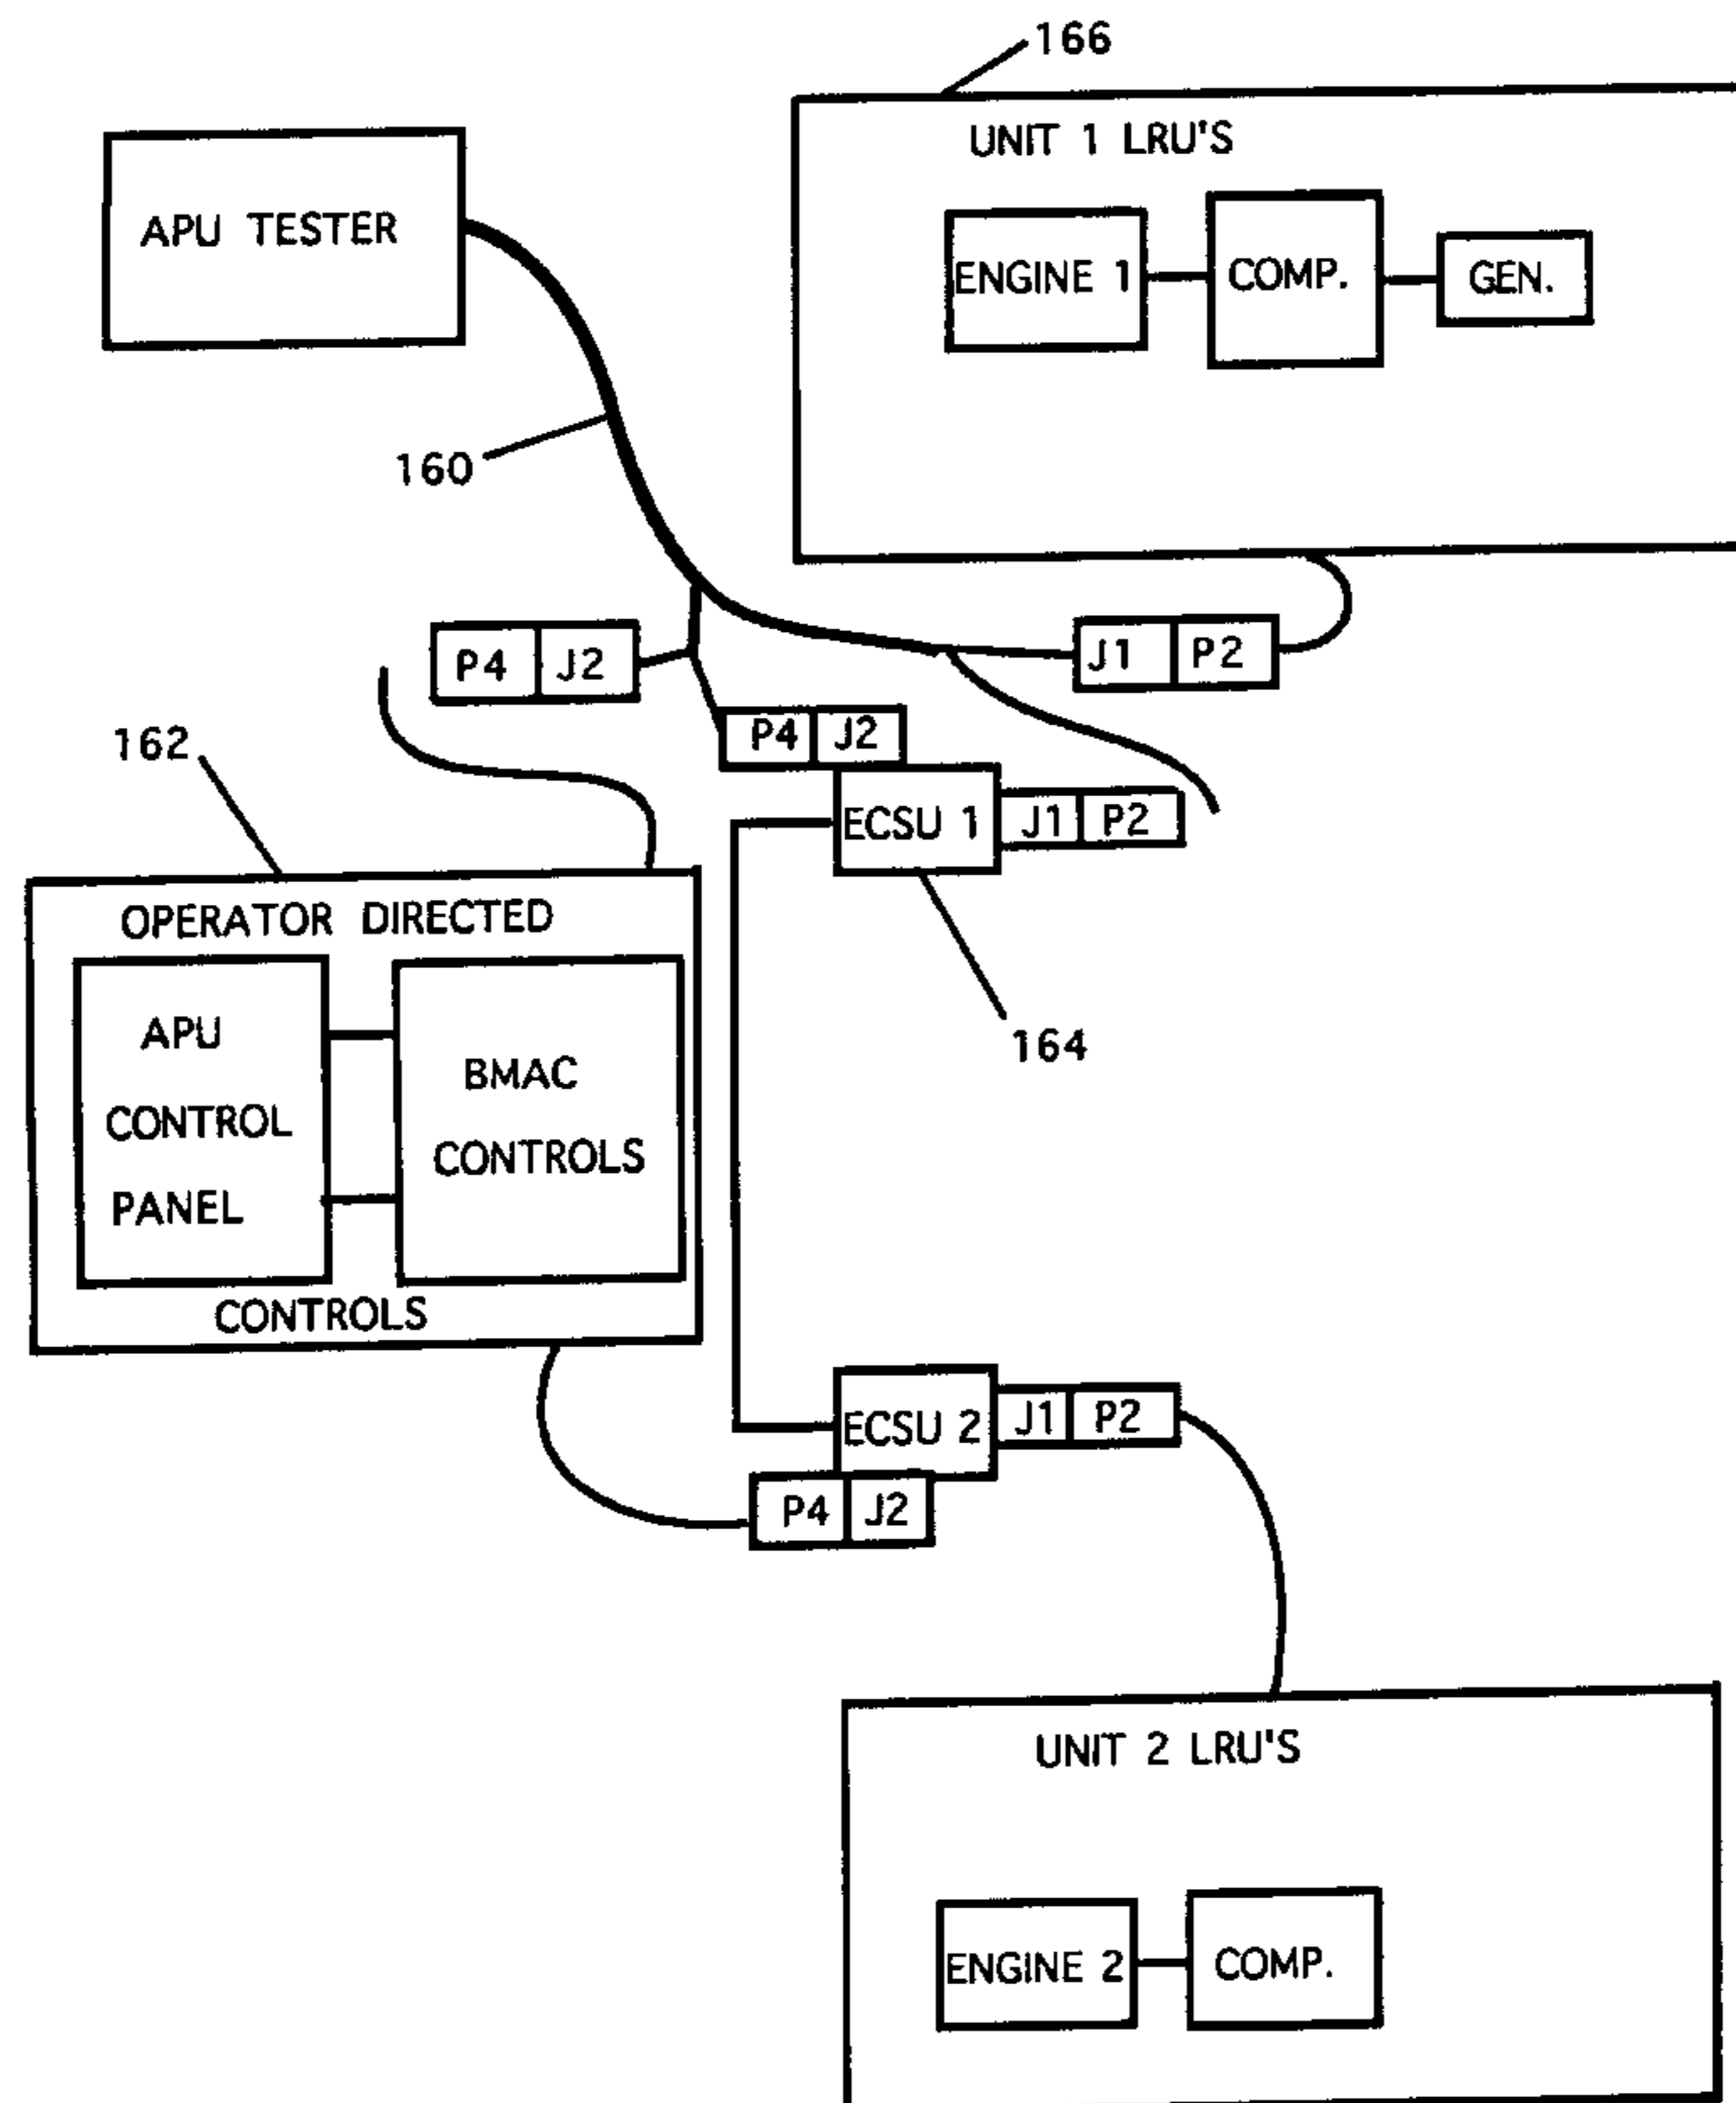 166
UNIT 1 LRU'S
APU TESTER
ENGINE 1
COMP.
GEN.
160
P4
J2
J1
P2
162
P4
J2
ECSU 1
J1
P2
164
OPERATOR DIRECTED
APU
CONTROL
PANEL
BMAC
CONTROLS
CONTROLS
ECSU 2
J1
P2
P4
J2
UNIT 2 LRU'S
ENGINE 2
COMP.